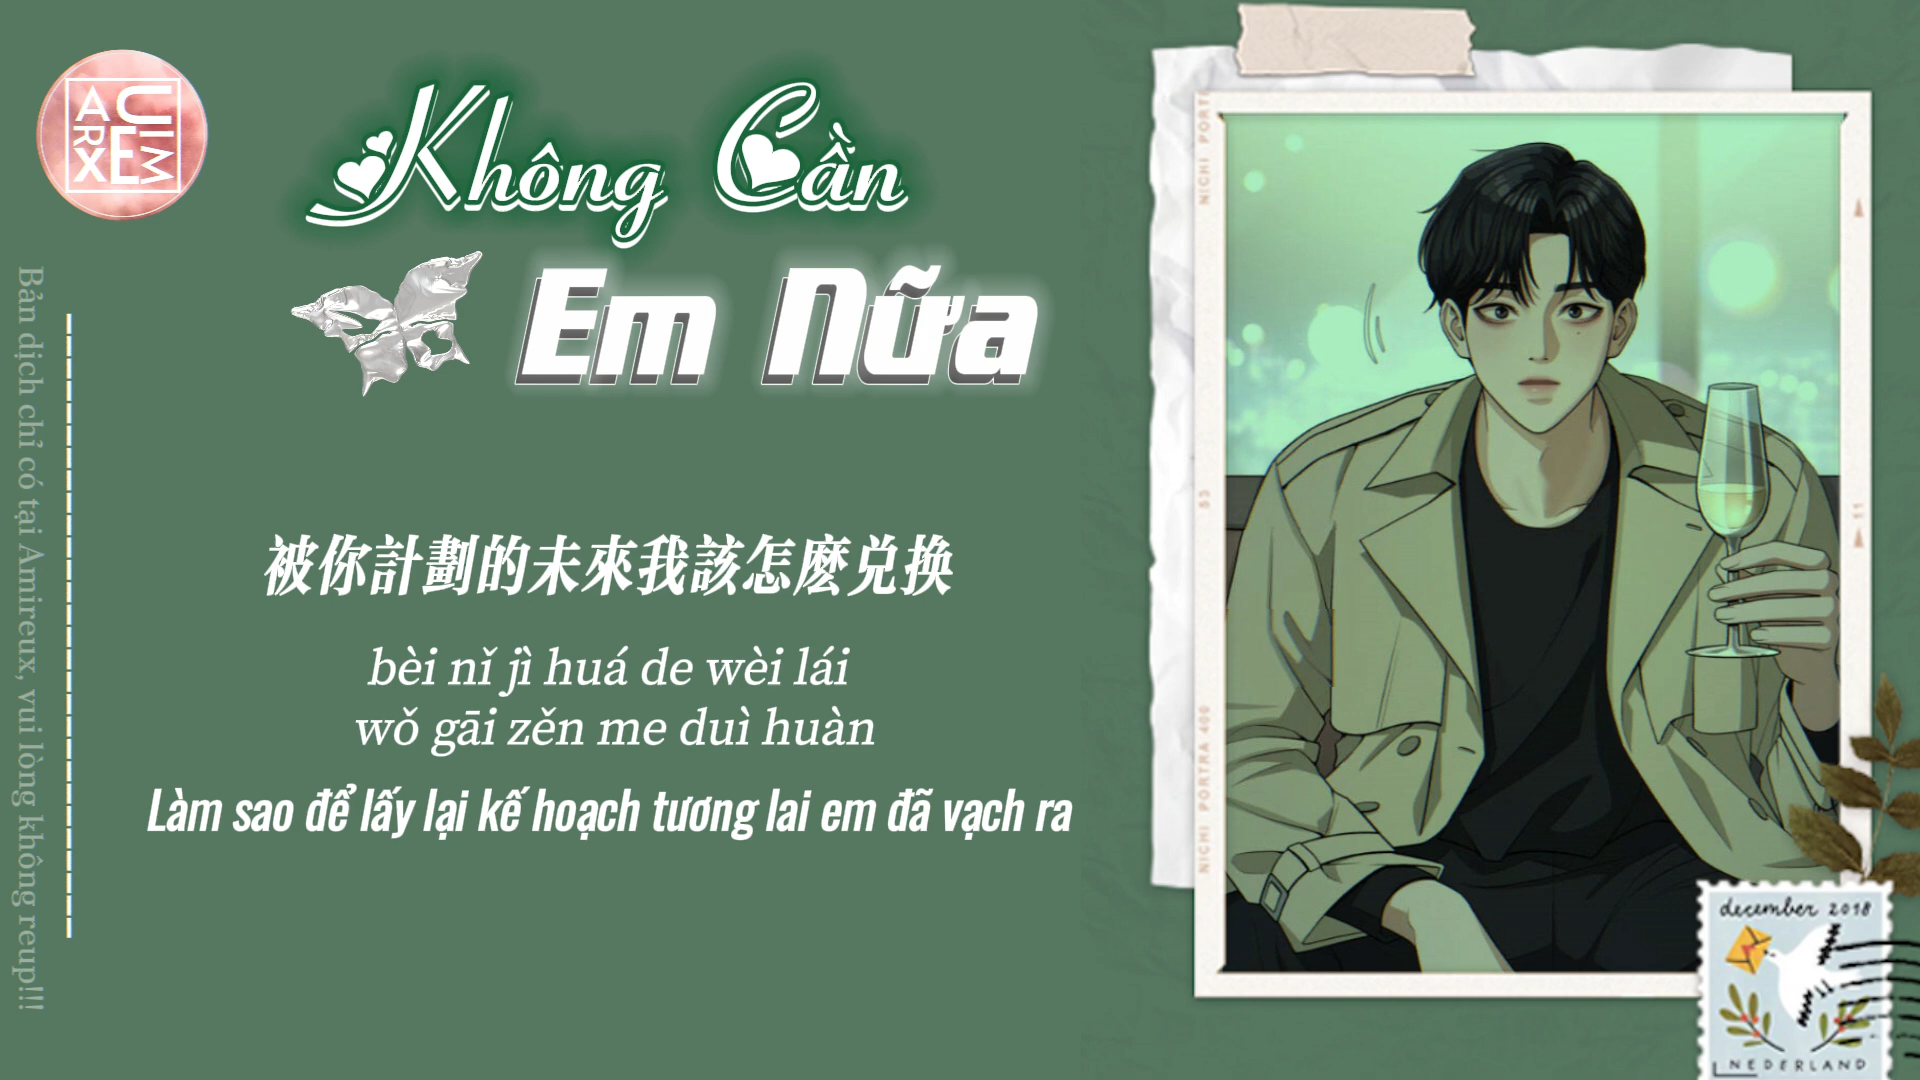 A U
R E
X
IM
Không Cần
Em Nữa
Bản dịch chỉ có tại Amireux, vui lòng không reup!!!
被你計劃的未來我該怎麼兑换
bèi nǐ jì huá de wèi lái
wǒ gāi zěn me duì huàn
Làm sao để lấy lại kế hoạch tương lai em đã vạch ra
NICHI PORTRA 400
december 2018
NEDERLAND